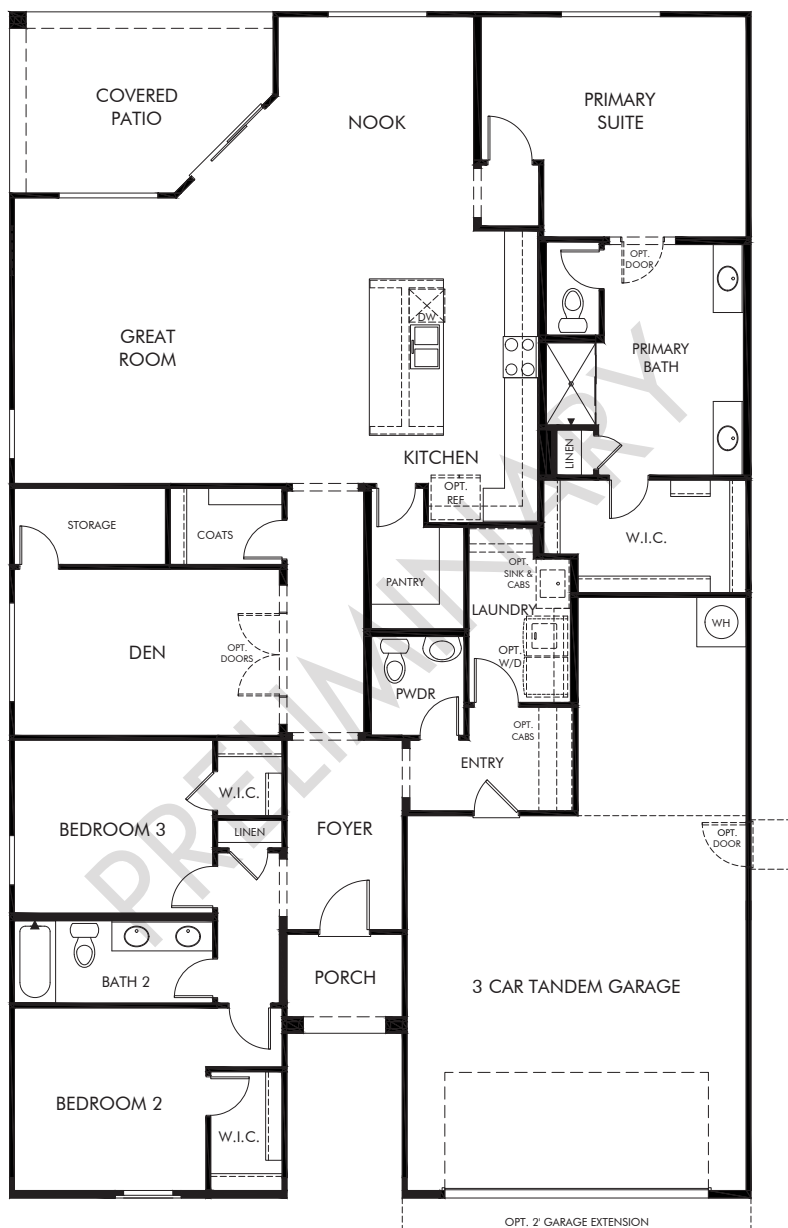 COVERED
PATIO
NOOK
PRIMARY
SUITE
OPT.
DOOR
DW
GREAT
ROOM
PRIMARY
BATH
KITCHEN
LINEN
OPT.
REF
STORAGE
COATS
W.I.C.
PANTRY
OPT.
SINK &
CABS
LAUNDRY
WH
DEN
OPT.
DOORS
OPT.
W/D
PWDR
OPT.
CABS
ENTRY
W.I.C.
BEDROOM 3
LINEN
FOYER
OPT.
DOOR
BATH 2
PORCH
3 CAR TANDEM GARAGE
BEDROOM 2
W.I.C.
OPT. 2' GARAGE EXTENSION
PRELIMINARY